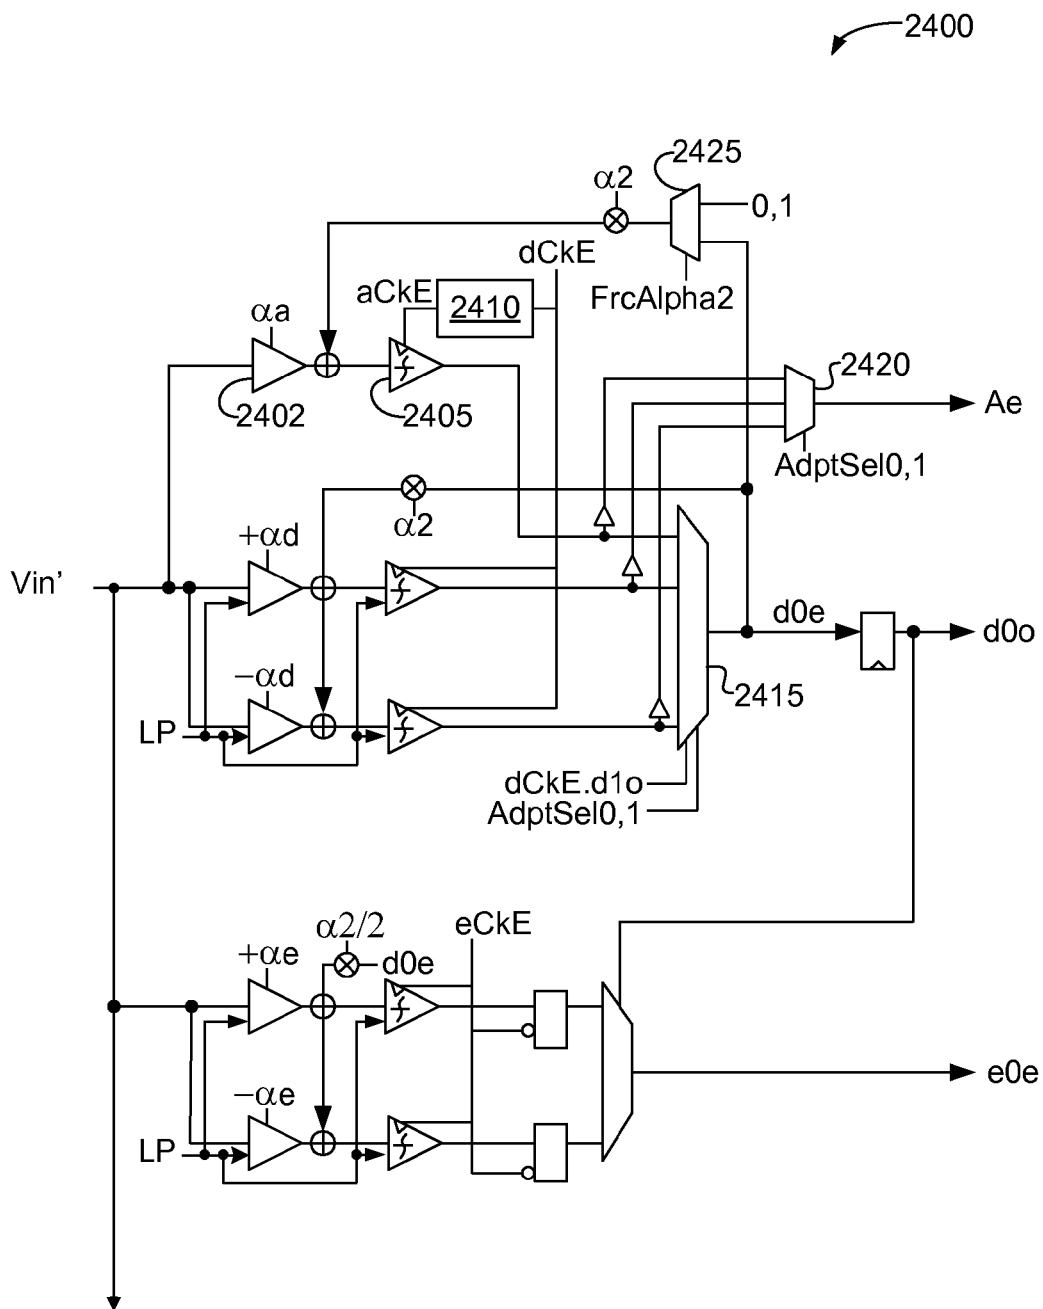 2400
2425
α2
0,1
dCkE
FrcAlpha2
aCkE
2410
αa
2420
2402
2405
Ae
AdptSel0,1
α2
+αd
Vin’
d0e
d0o
−αd
2415
LP
dCkE.d1o
AdptSel0,1
α2/2
eCkE
+αe
d0e
e0e
−αe
LP